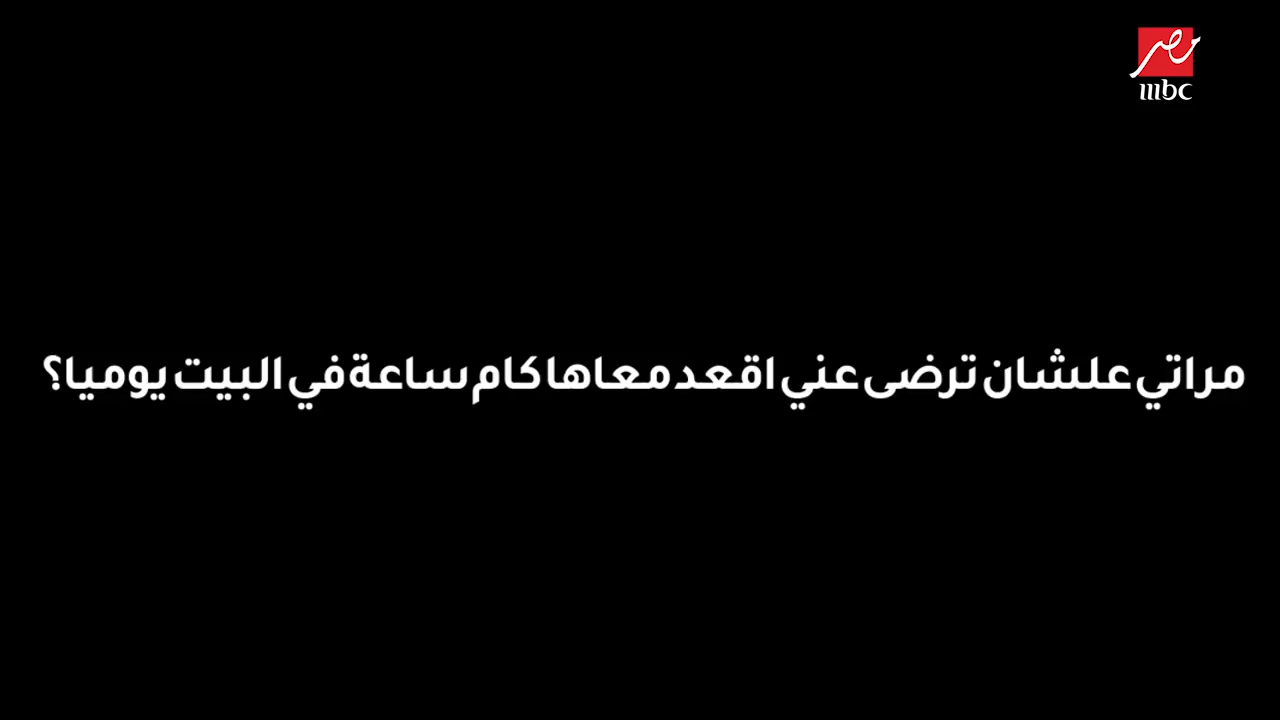 مصر
mbc
مراتي علشان ترضى عني اقعد معاها كام ساعة في البيت يوميا؟